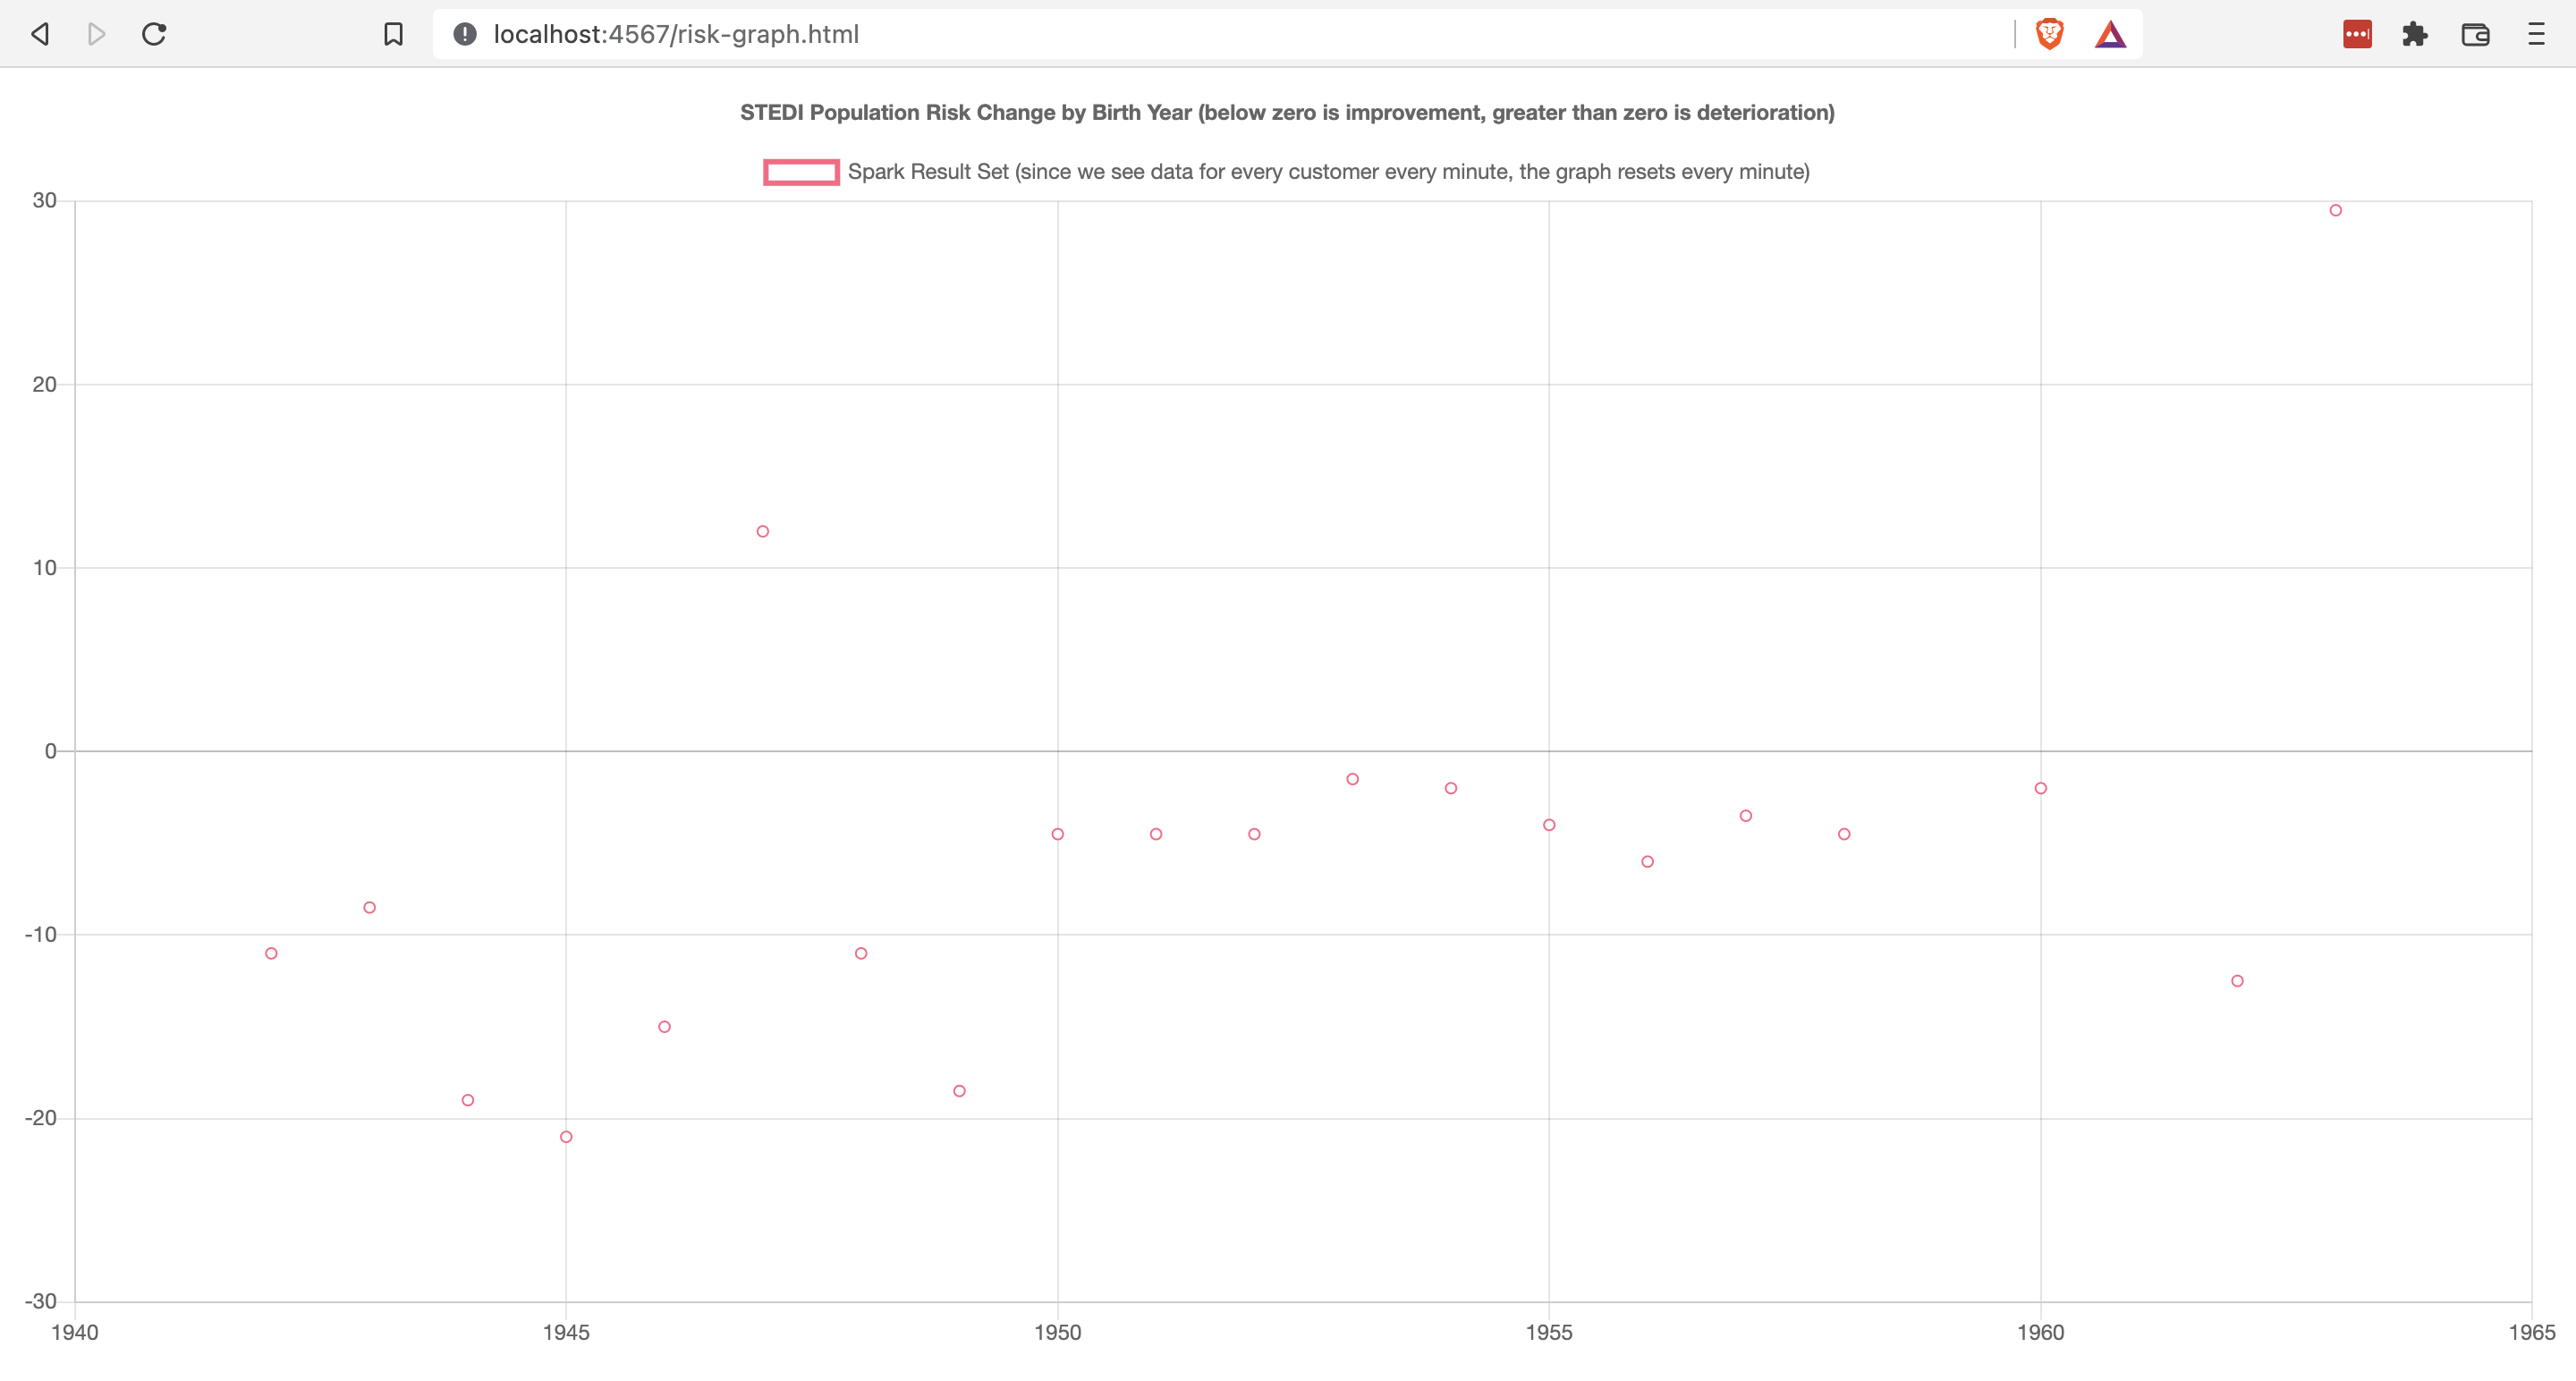 localhost:4567/risk-graph.html
STEDI Population Risk Change by Birth Year (below zero is improvement, greater than zero is deterioration)
Spark Result Set (since we see data for every customer every minute, the graph resets every minute)
30
20
10
0
-10
-20
-30
1940 1945 1950 1955 1960 1965